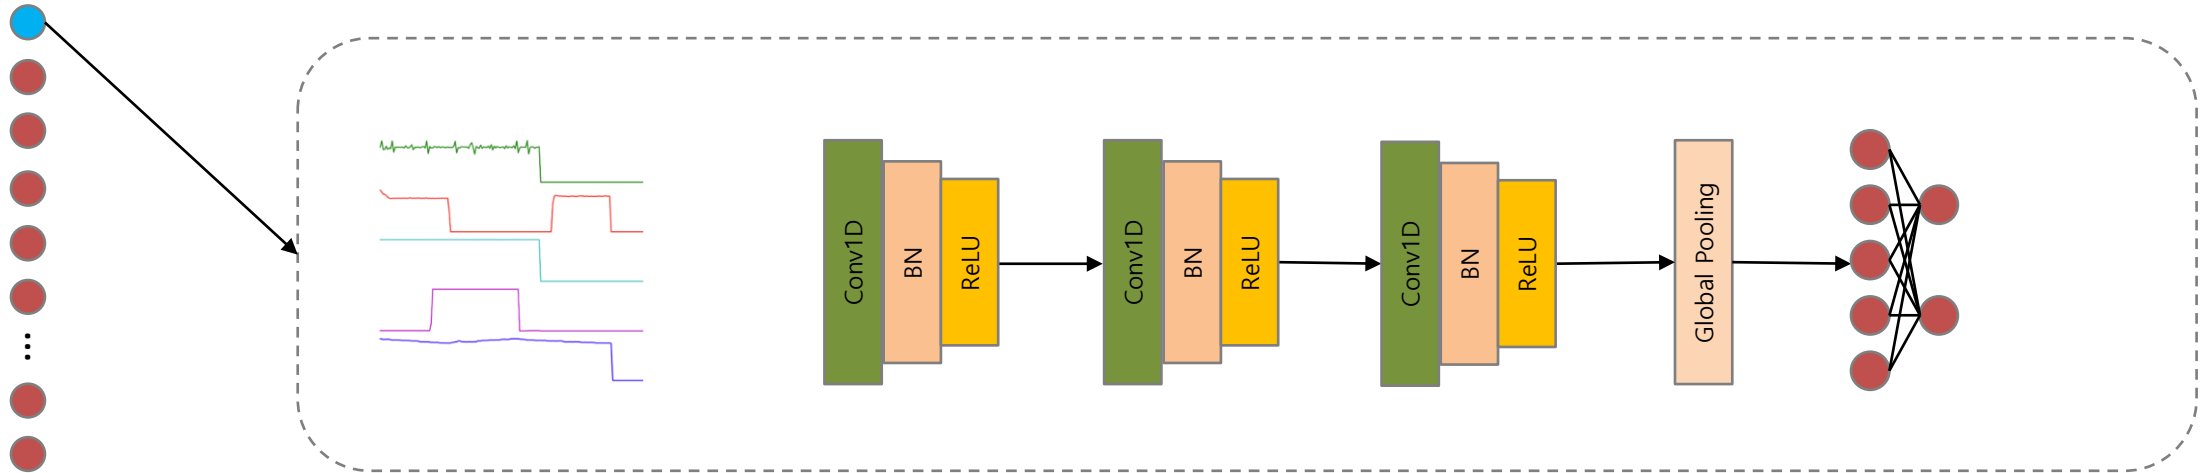 Conv1D
BN
ReLU
Conv1D
BN
ReLU
Conv1D
BN
ReLU
Global Pooling